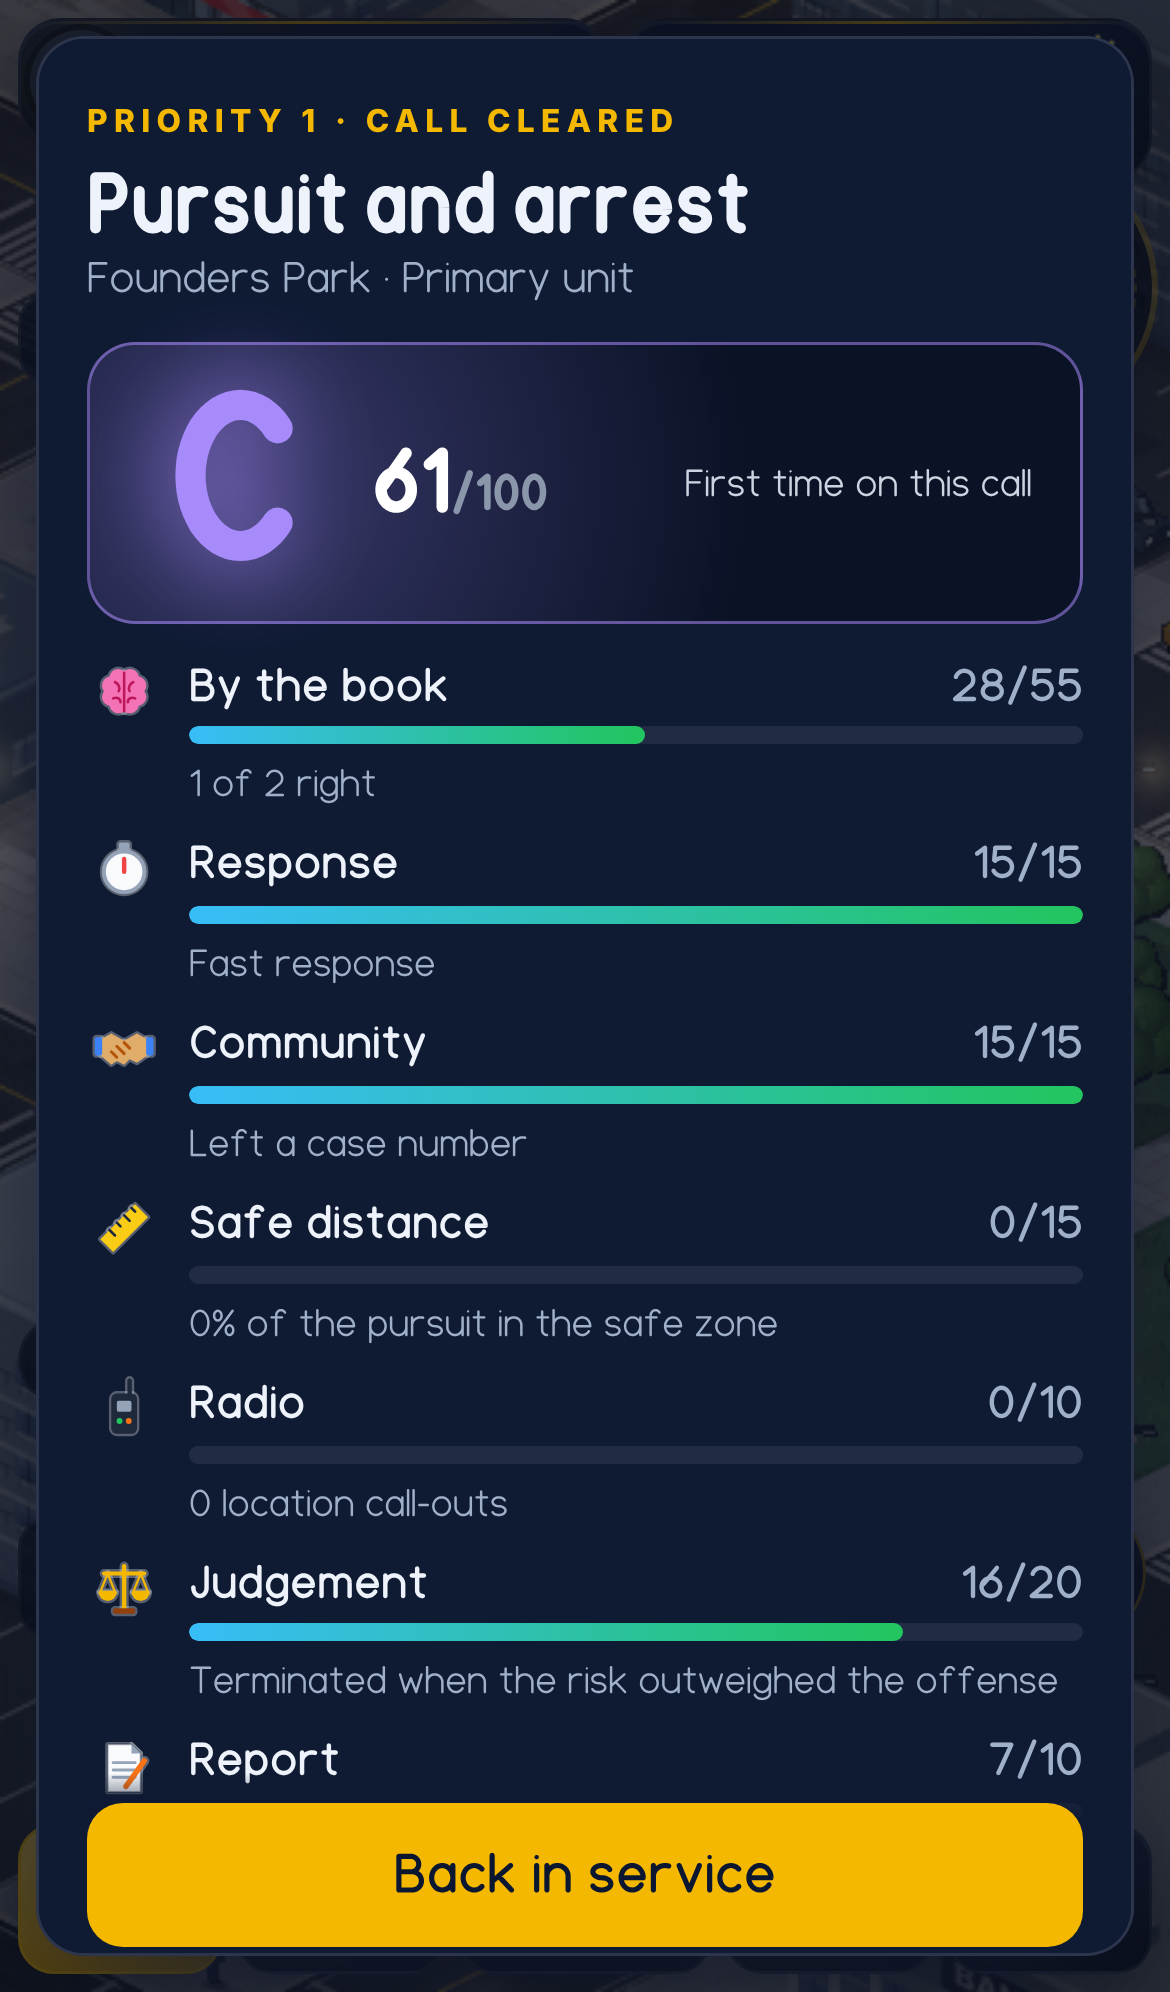 PRIORITY 1 · CALL CLEARED
Pursuit and arrest
Founders Park · Primary unit
C 61/100 First time on this call
By the book 28/55
1 of 2 right
Response 15/15
Fast response
Community 15/15
Left a case number
Safe distance 0/15
0% of the pursuit in the safe zone
Radio 0/10
0 location call-outs
Judgement 16/20
Terminated when the risk outweighed the offense
Report 7/10
Back in service